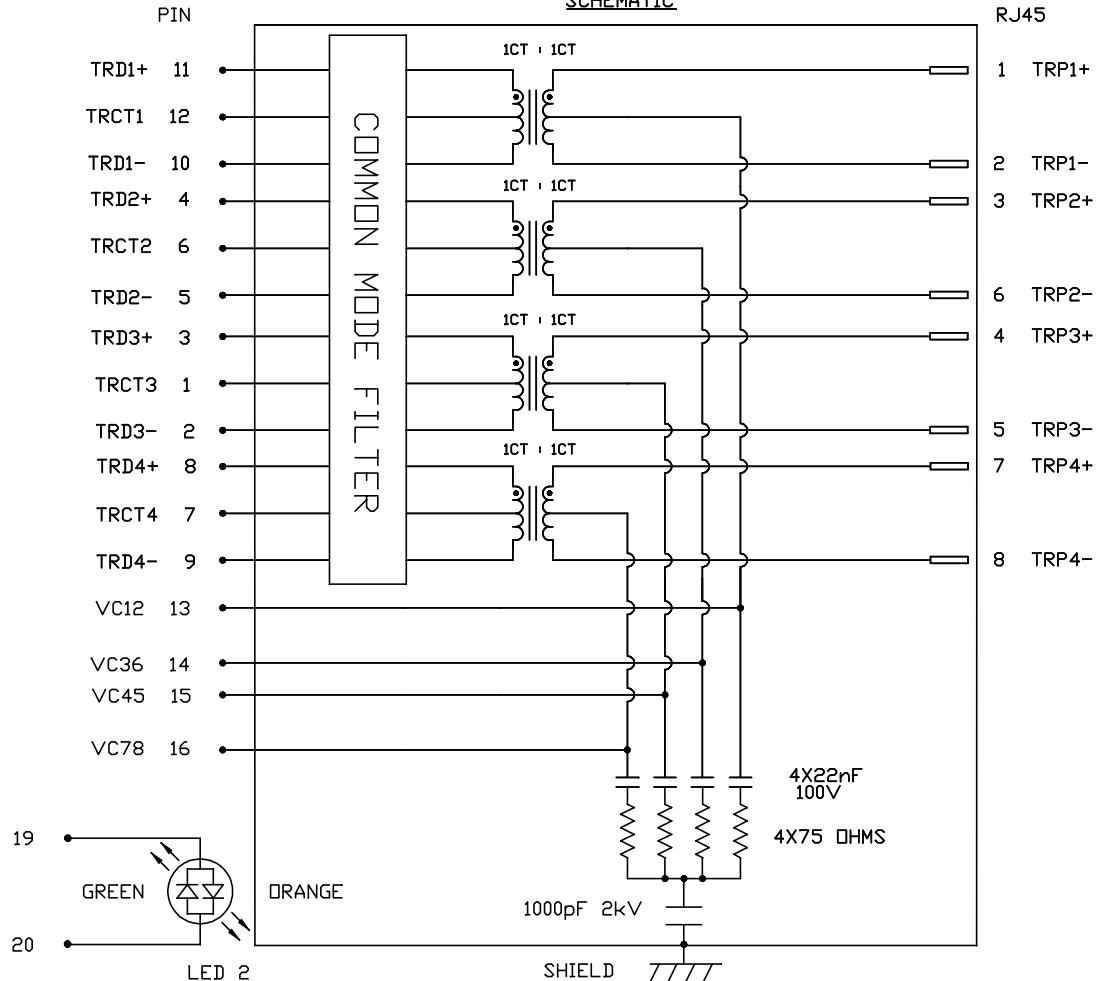 SCHEMATIC
PIN
RJ45
1CT : 1CT
TRD1+ 11
1 TRP1+
TRCT1 12
TRD1- 10
2 TRP1-
1CT : 1CT
TRD2+ 4
3 TRP2+
TRCT2 6
TRD2- 5
6 TRP2-
1CT : 1CT
TRD3+ 3
4 TRP3+
TRCT3 1
TRD3- 2
5 TRP3-
1CT : 1CT
TRD4+ 8
7 TRP4+
TRCT4 7
TRD4- 9
8 TRP4-
COMMON MODE FILTER
VC12 13
VC36 14
VC45 15
VC78 16
4X22nF
100V
4X75 OHMS
19
GREEN
ORANGE
1000pF 2kV
20
LED 2
SHIELD